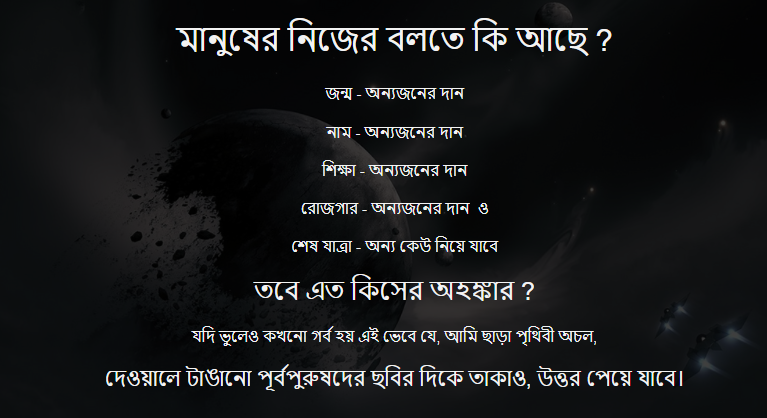 মানুষের নিজের বলতে কি আছে ?
জন্ম - অন্যজনের দান
নাম - অন্যজনের দান
শিক্ষা - অন্যজনের দান
রোজগার - অন্যজনের দান ও
শেষ যাত্রা - অন্য কেউ নিয়ে যাবে
তবে এত কিসের অহঙ্কার ?
যদি ভুলেও কখনো গর্ব হয় এই ভেবে যে, আমি ছাড়া পৃথিবী অচল,
দেওয়ালে টাঙানো পূর্বপুরুষদের ছবির দিকে তাকাও, উত্তর পেয়ে যাবে।